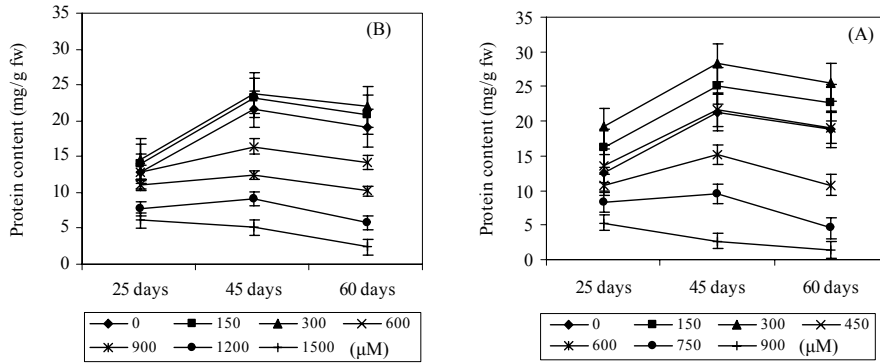 (B)
Protein content (mg/g fw)
35
30
25
20
15
10
5
0
25 days 45 days 60 days
0 150 300 600
900 1200 1500 (µM)
(A)
Protein content (mg/g fw)
35
30
25
20
15
10
5
0
25 days 45 days 60 days
0 150 300 450
600 750 900 (µM)